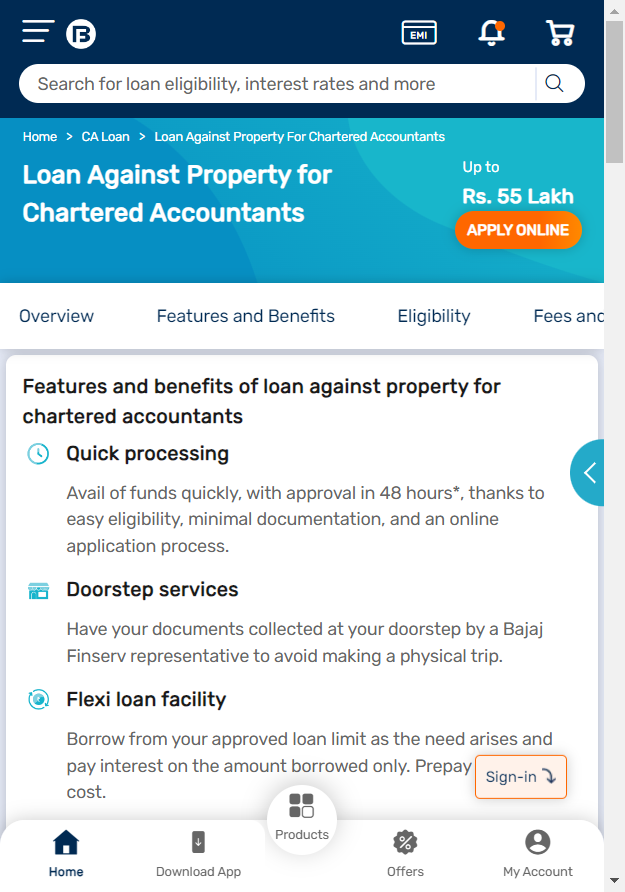 EMI
Search for loan eligibility, interest rates and more
Home > CA Loan > Loan Against Property For Chartered Accountants
Loan Against Property for
Chartered Accountants
Up to
Rs. 55 Lakh
APPLY ONLINE
Overview Features and Benefits Eligibility Fees and
Features and benefits of loan against property for
chartered accountants
Quick processing
Avail of funds quickly, with approval in 48 hours*, thanks to
easy eligibility, minimal documentation, and an online
application process.
Doorstep services
Have your documents collected at your doorstep by a Bajaj
Finserv representative to avoid making a physical trip.
Flexi loan facility
Borrow from your approved loan limit as the need arises and
pay interest on the amount borrowed only. Prepay
cost.
Sign-in
Home Download App Products Offers My Account